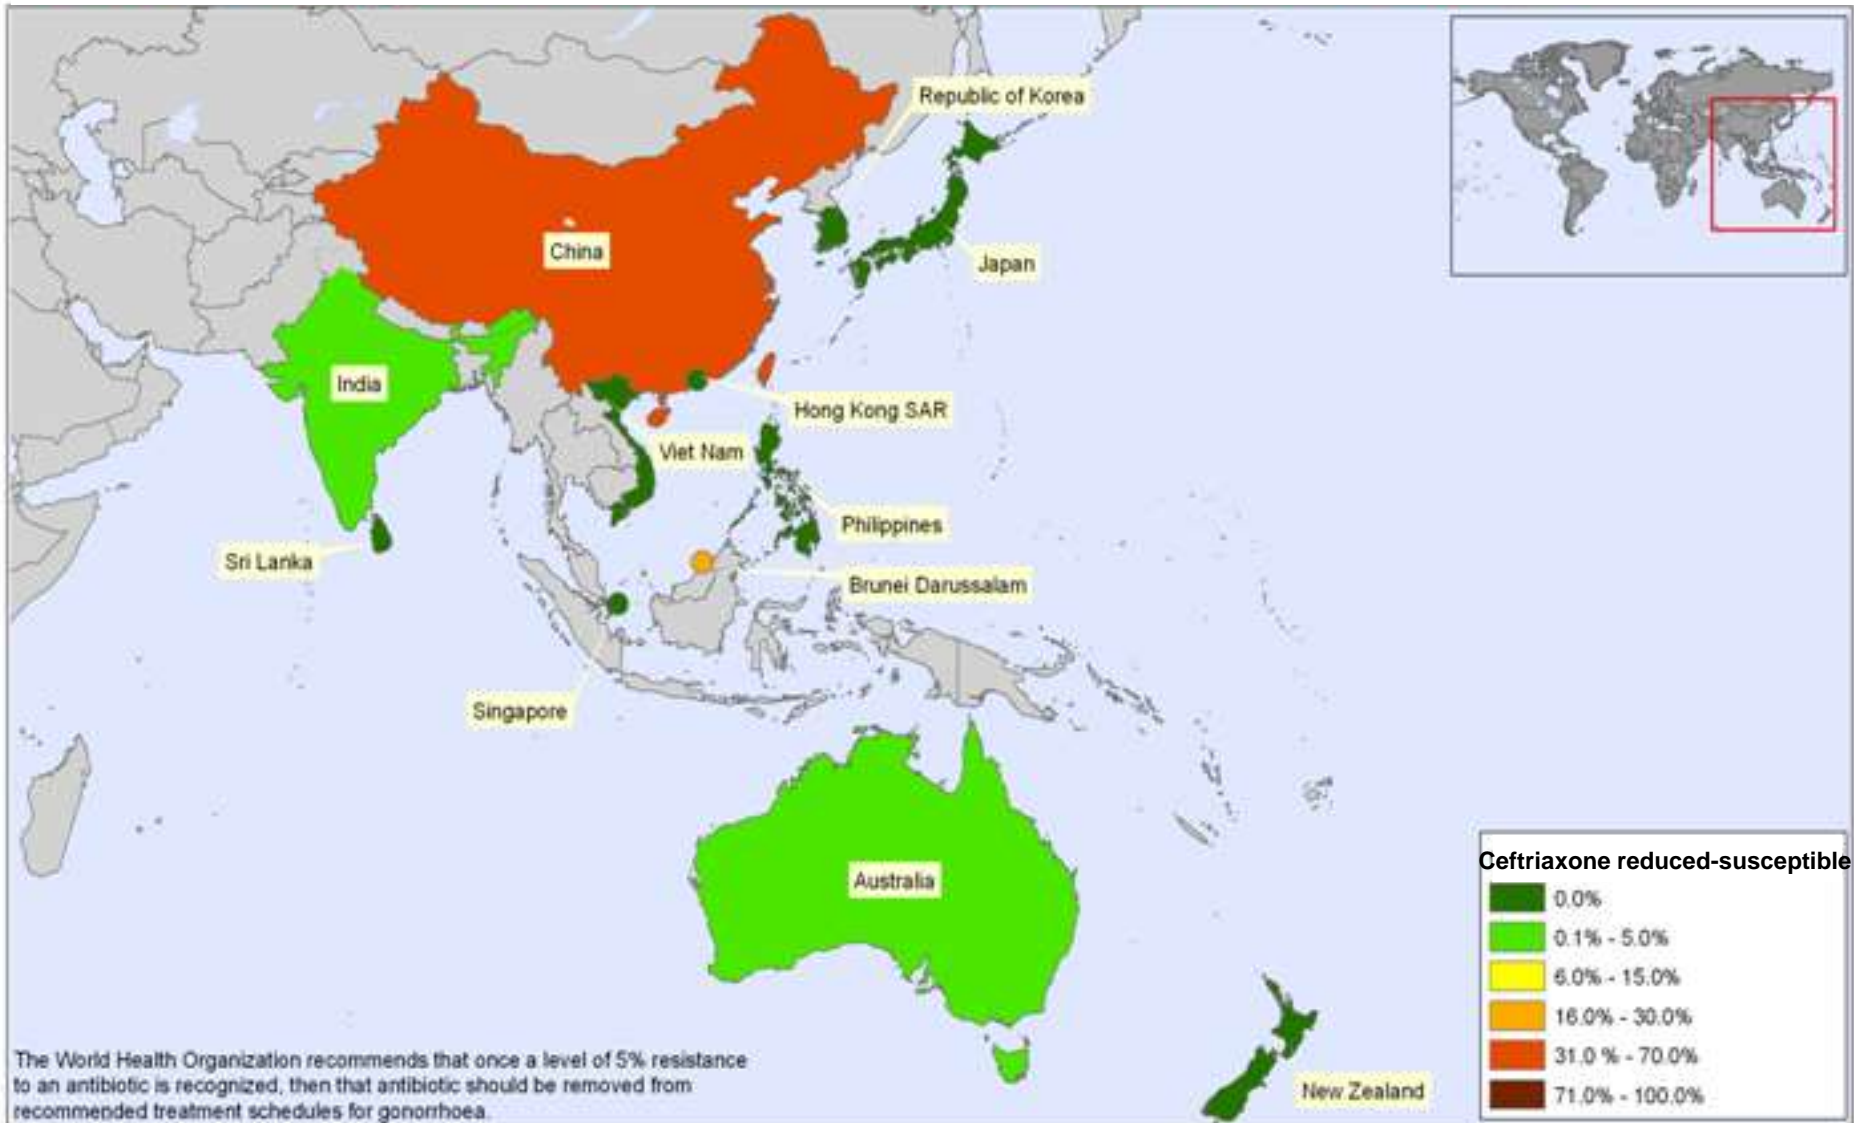 Republic of Korea
China
Japan
India
Hong Kong SAR
Viet Nam
Philippines
Sri Lanka
Brunei Darussalam
Singapore
Australia
New Zealand
Ceftriaxone reduced-susceptible
0.0%
0.1% - 5.0%
6.0% - 15.0%
16.0% - 30.0%
31.0 % - 70.0%
71.0% - 100.0%
The World Health Organization recommends that once a level of 5% resistance
to an antibiotic is recognized, then that antibiotic should be removed from
recommended treatment schedules for gonorrhoea.